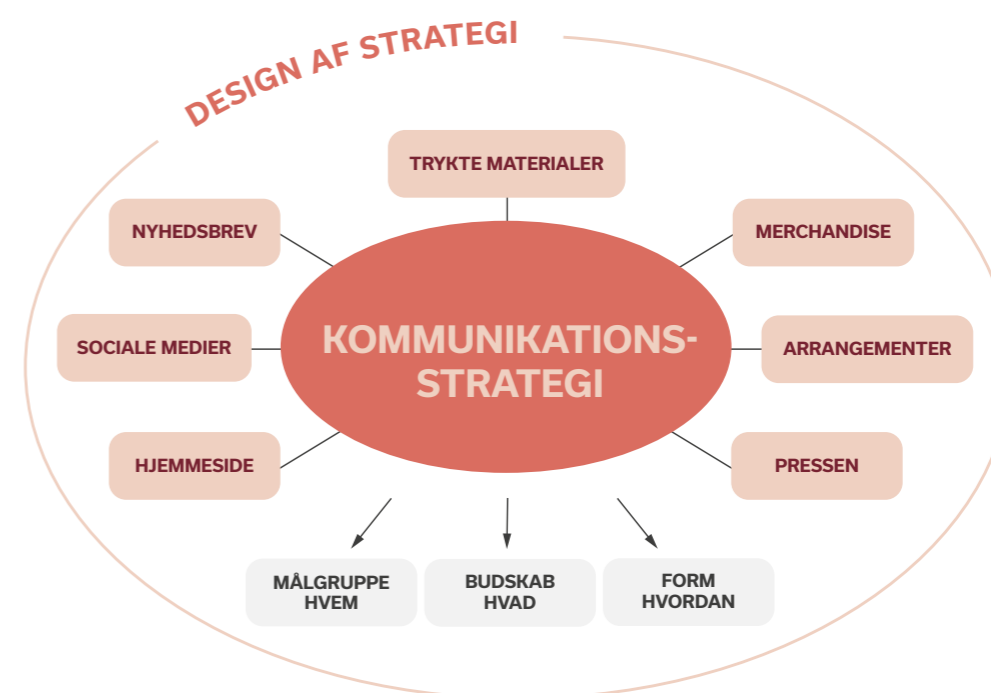 DESIGN AF STRATEGI
TRYKTE MATERIALER
NYHEDSBREV
MERCHANDISE
SOCIALE MEDIER
KOMMUNIKATIONS-
STRATEGI
ARRANGEMENTER
HJEMMESIDE
PRESSEN
MÅLGRUPPE
HVEM
BUDSKAB
HVAD
FORM
HVORDAN